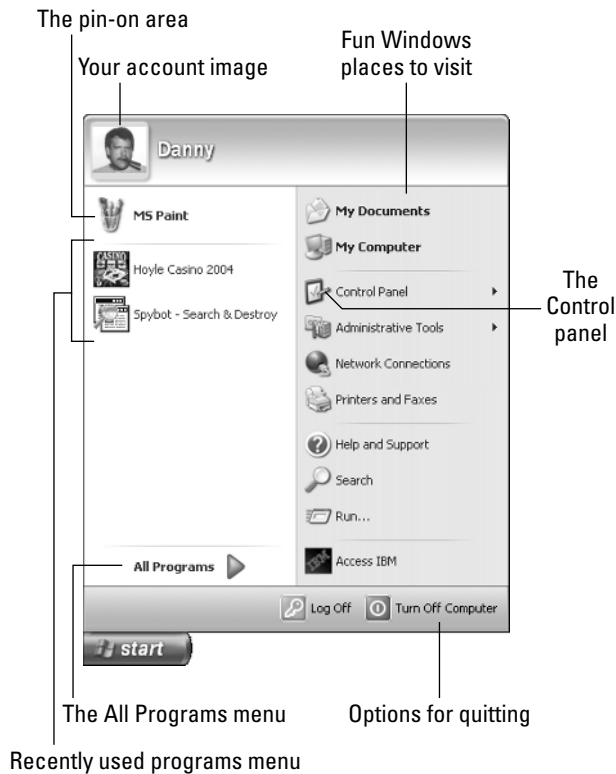 The pin-on area
Your account image
Fun Windows
places to visit
Danny
MS Paint
Hoyle Casino 2004
Spybot - Search & Destroy
All Programs
My Documents
My Computer
Control Panel
Administrative Tools
Network Connections
Printers and Faxes
Help and Support
Search
Run...
Access IBM
The
Control
panel
Log Off
Turn Off Computer
start
The All Programs menu
Options for quitting
Recently used programs menu
CASINO
IBM